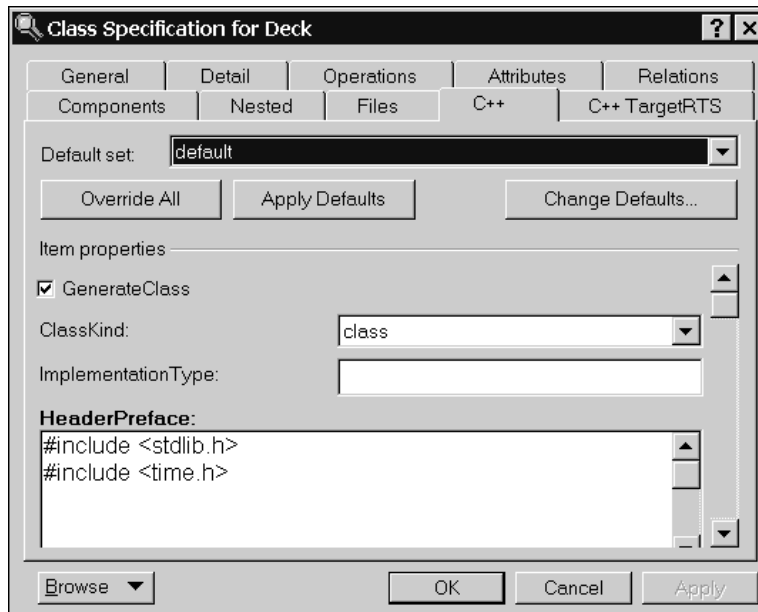 Class Specification for Deck
General Detail Operations Attributes Relations
Components Nested Files C++ C++ TargetRTS
Default set: default
Override All Apply Defaults Change Defaults...
Item properties
GenerateClass
ClassKind: class
ImplementationType:
HeaderPreface:
#include <stdlib.h>
#include <time.h>
Browse OK Cancel Apply